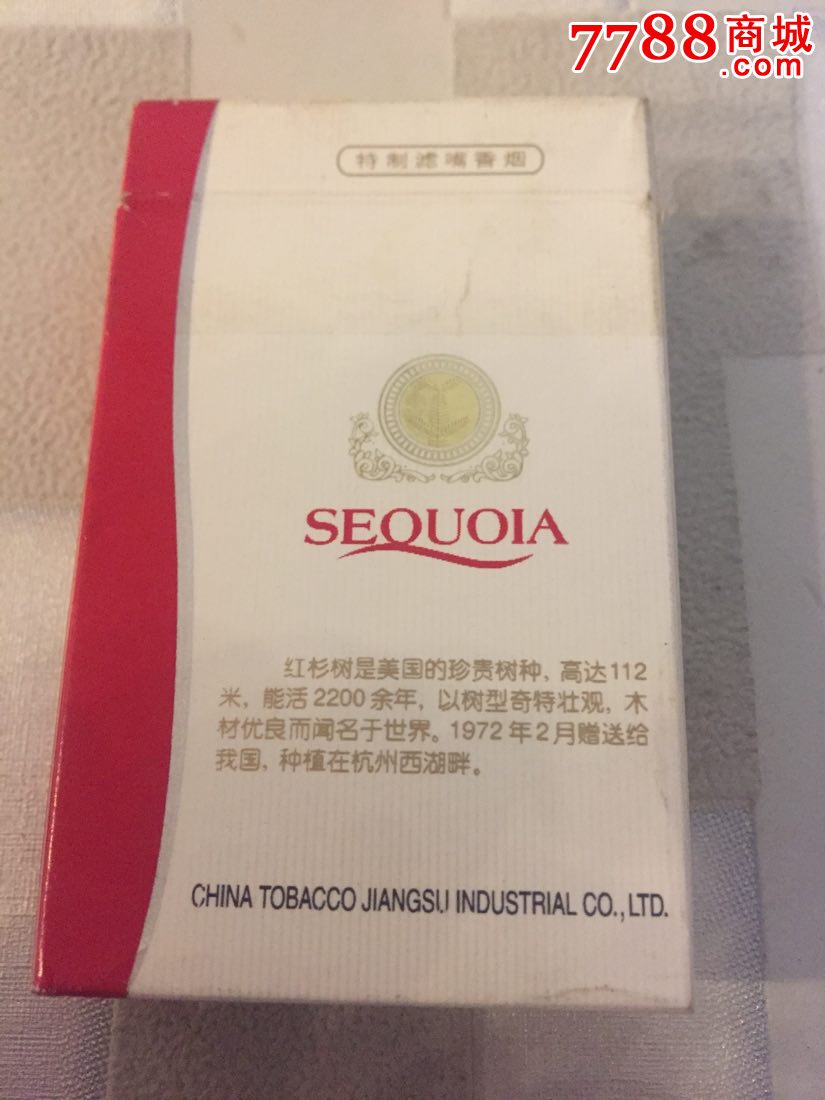 7788商城
.com
特制滤嘴香烟
SEQUOIA
红杉树是美国的珍贵树种，高达112
米，能活2200余年，以树型奇特壮观，木
材优良而闻名于世界。1972年2月赠送给
我国，种植在杭州西湖畔。
CHINA TOBACCO JIANGSU INDUSTRIAL CO.,LTD.